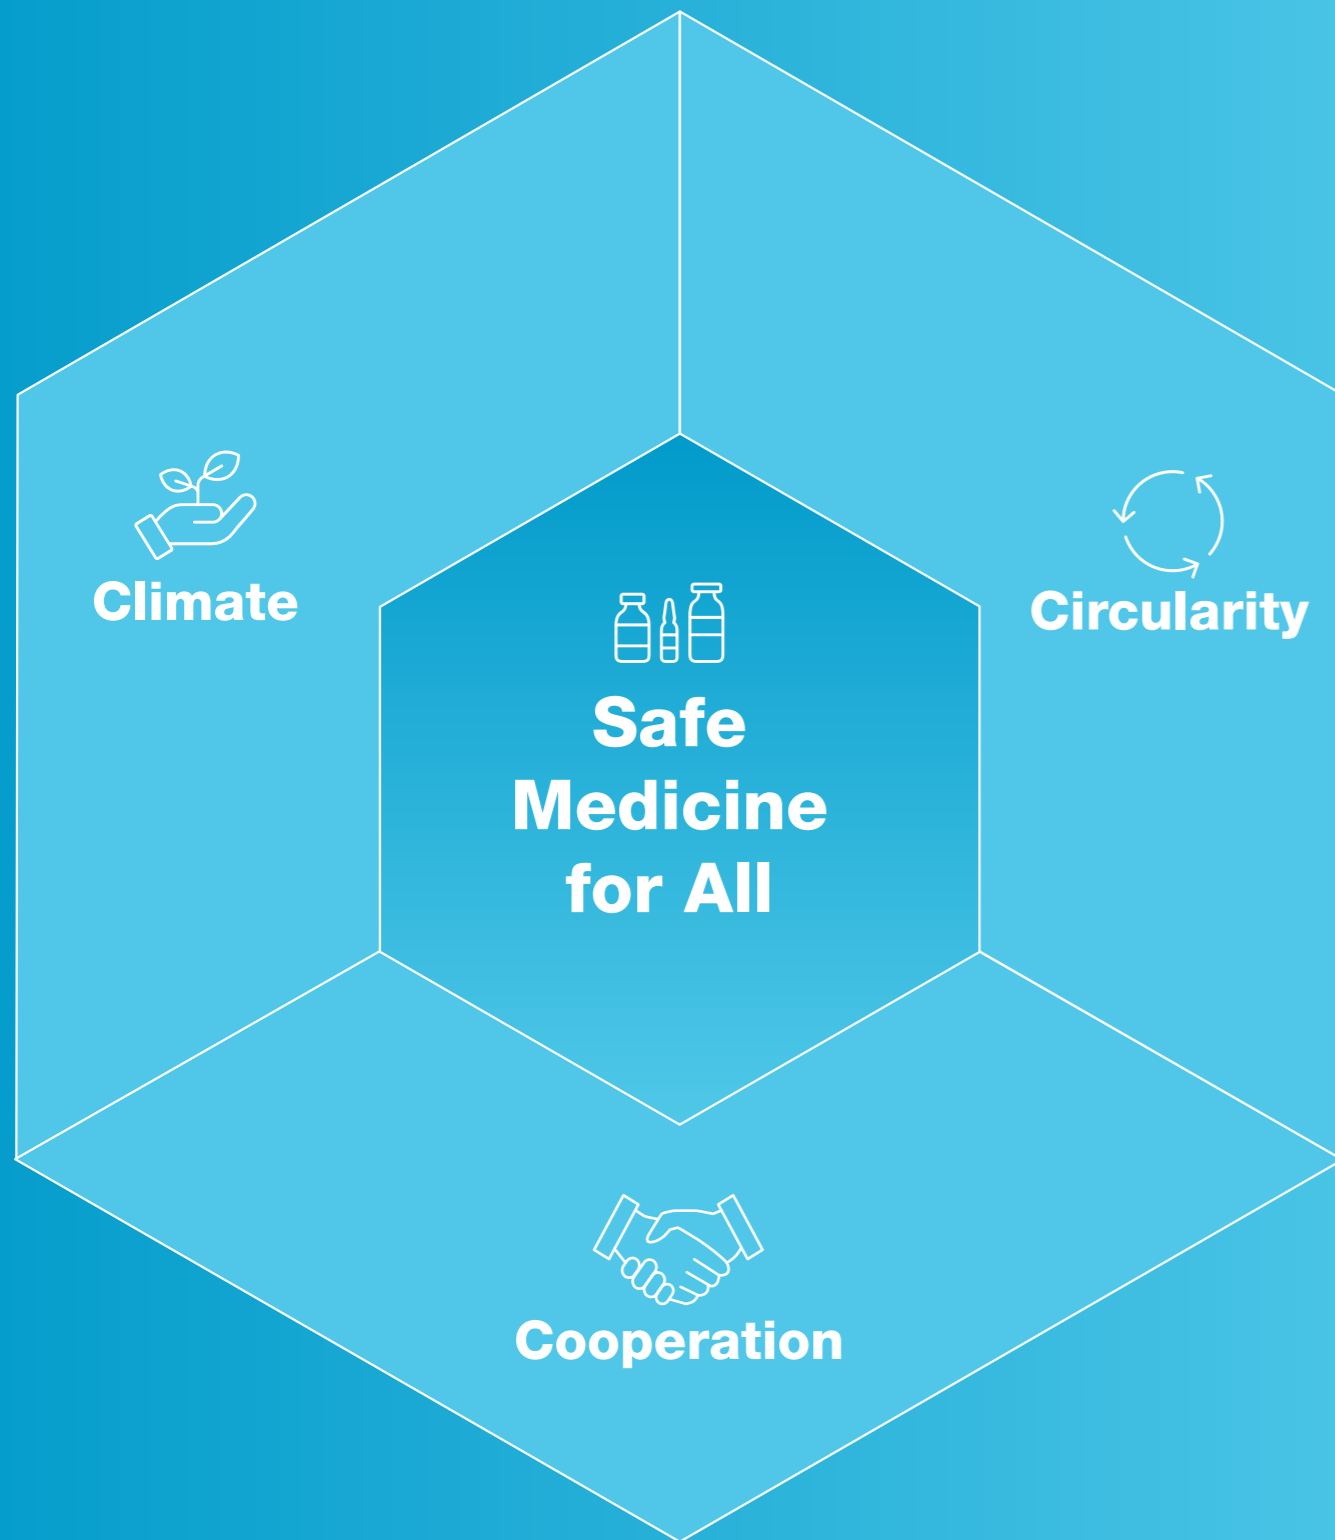 Climate
Circularity
Safe
Medicine
for All
Cooperation